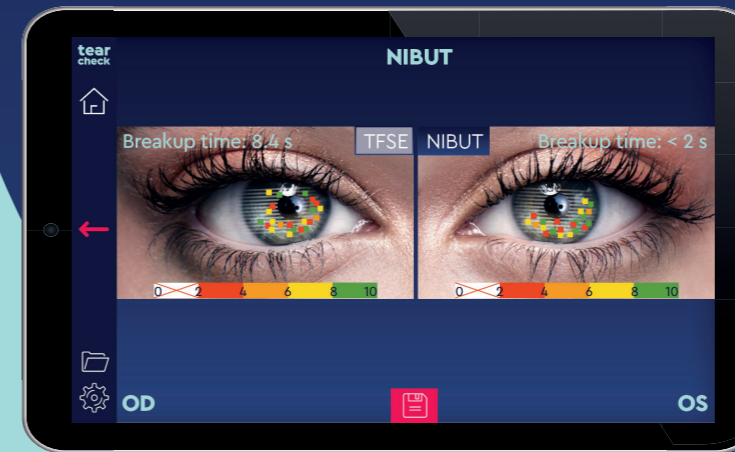 tear
check
NIBUT
Breakup time: 8.4 s
TFSE
NIBUT
Breakup time: < 2 s
0 2 4 6 8 10
0 2 4 6 8 10
OD
OS